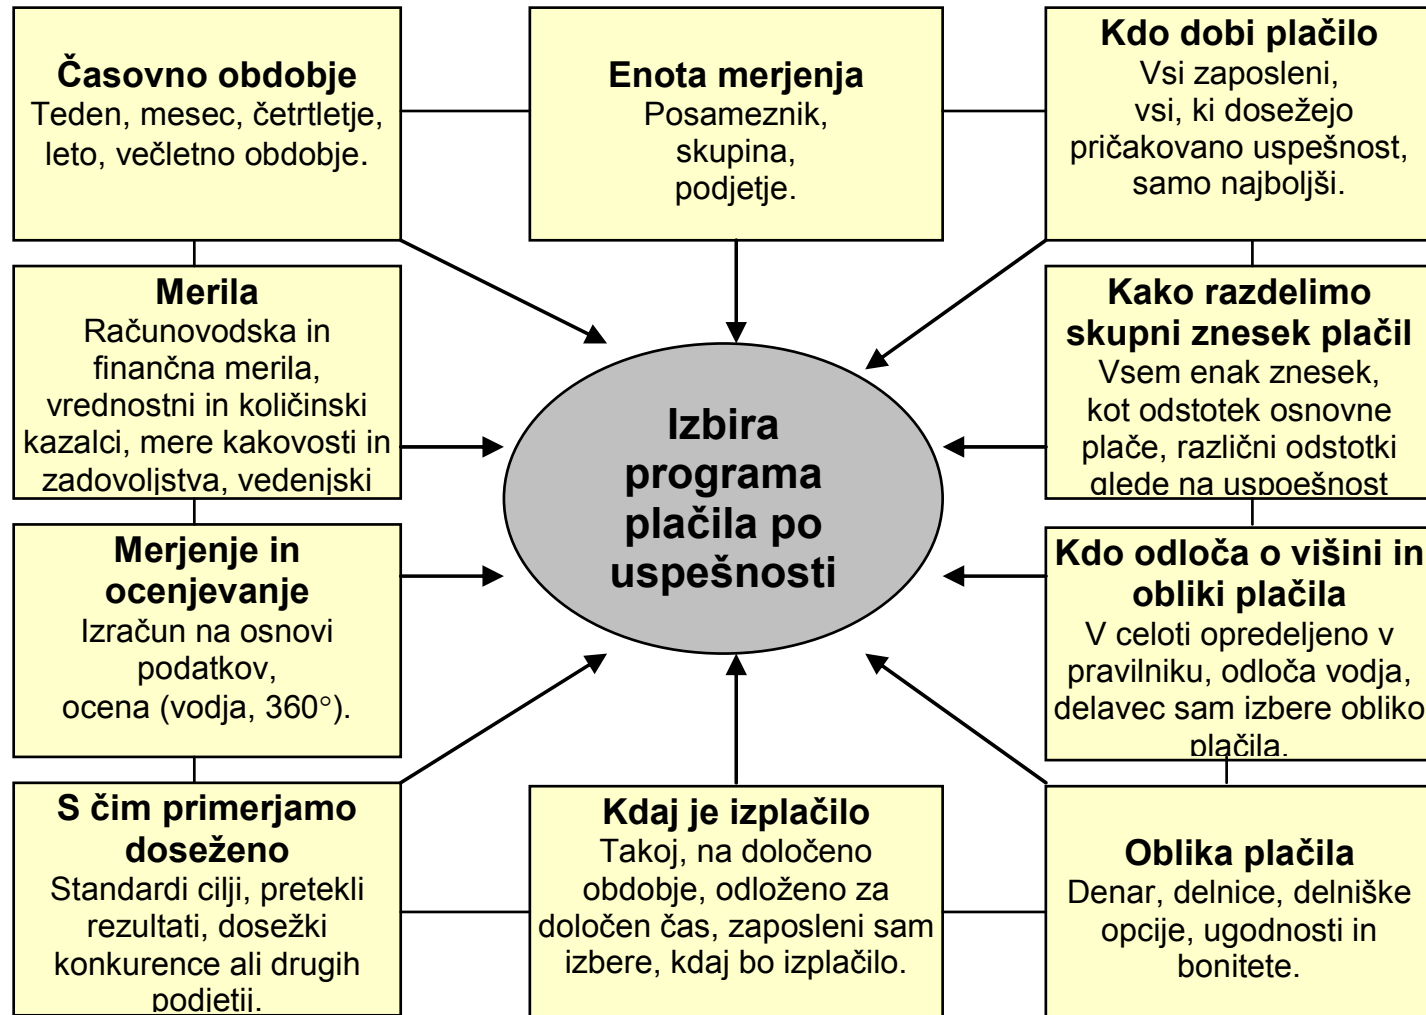 Časovno obdobje
Teden, mesec, četrtletje,
leto, večletno obdobje.
Enota merjenja
Posameznik,
skupina,
podjetje.
Kdo dobi plačilo
Vsi zaposleni,
vsi, ki dosežejo
pričakovano uspešnost,
samo najboljši.
Merila
Računovodska in
finančna merila,
vrednostni in količinski
kazalci, mere kakovosti in
zadovoljstva, vedenjski
Kako razdelimo
skupni znesek plačil
Vsem enak znesek,
kot odstotek osnovne
plače, različni odstotki
glede na uspoešnost
Izbira
programa
plačila po
uspešnosti
Merjenje in
ocenjevanje
Izračun na osnovi
podatkov,
ocena (vodja, 360°).
Kdo odloča o višini in
obliki plačila
V celoti opredeljeno v
pravilniku, odloča vodja,
delavec sam izbere obliko
plačila.
S čim primerjamo
doseženo
Standardi cilji, pretekli
rezultati, dosežki
konkurence ali drugih
podjetij.
Kdaj je izplačilo
Takoj, na določeno
obdobje, odloženo za
določen čas, zaposleni sam
izbere, kdaj bo izplačilo.
Oblika plačila
Denar, delnice, delniške
opcije, ugodnosti in
bonitete.